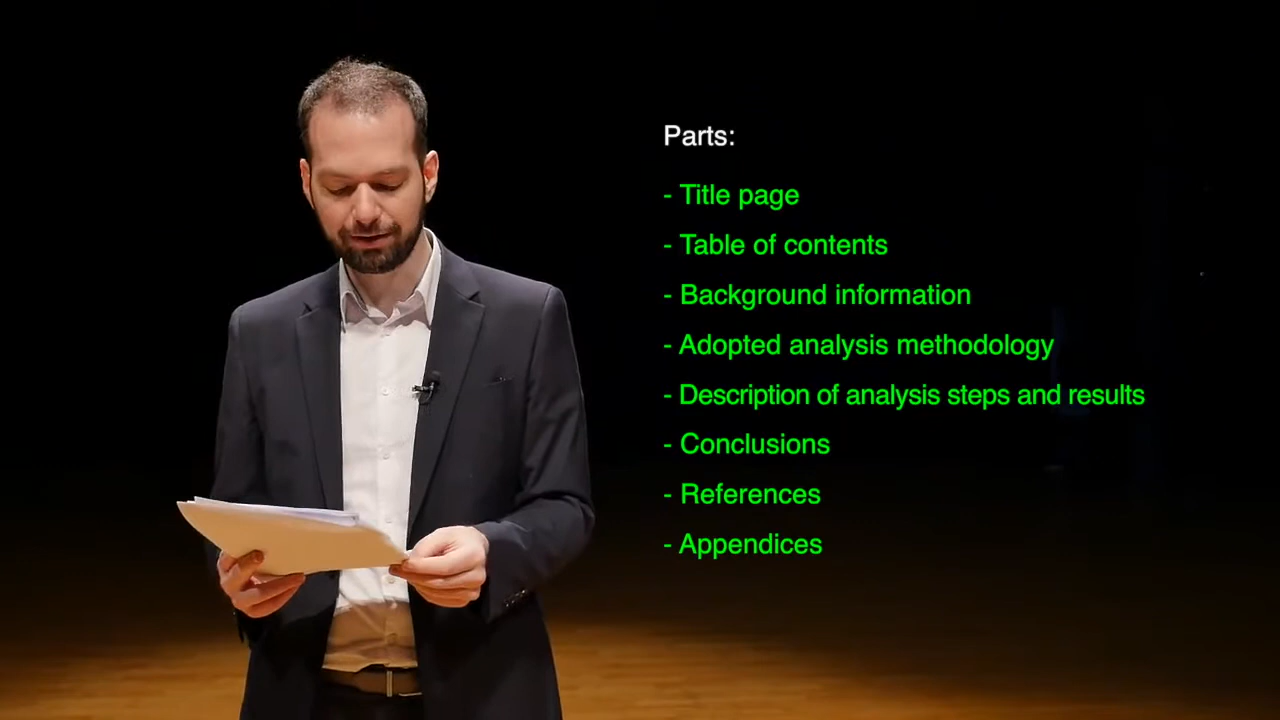 Parts:
- Title page
- Table of contents
- Background information
- Adopted analysis methodology
- Description of analysis steps and results
- Conclusions
- References
- Appendices